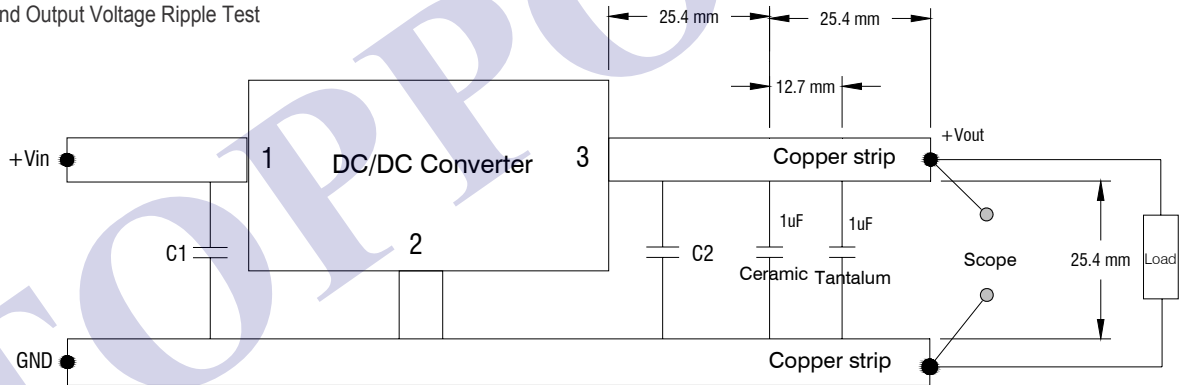 nd Output Voltage Ripple Test
25.4 mm
25.4 mm
12.7 mm
+Vout
+Vin
1
DC/DC Converter
3
Copper strip
1uF
1uF
2
C1
C2
Ceramic
Tantalum
Scope
25.4 mm
Load
GND
Copper strip
TOPPO